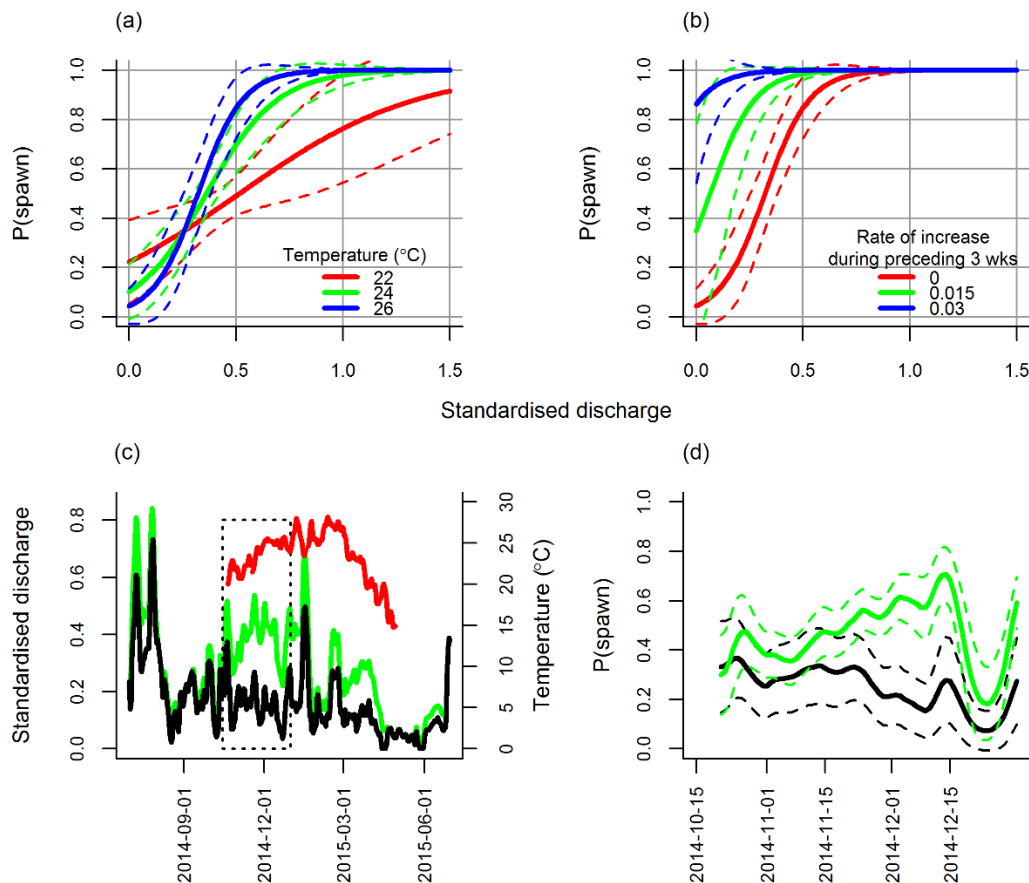 (a)
P(spawn)
0.0 0.2 0.4 0.6 0.8 1.0
Temperature (°C)
22
24
26
0.0 0.5 1.0 1.5
(b)
P(spawn)
0.0 0.2 0.4 0.6 0.8 1.0
Rate of increase
during preceding 3 wks
0
0.015
0.03
0.0 0.5 1.0 1.5
Standardised discharge
(c)
Standardised discharge
0.0 0.2 0.4 0.6 0.8
0 5 10 15 20 25 30
Temperature (°C)
2014-09-01
2014-12-01
2015-03-01
2015-06-01
(d)
P(spawn)
0.0 0.2 0.4 0.6 0.8 1.0
2014-10-15
2014-11-01
2014-11-15
2014-12-01
2014-12-15